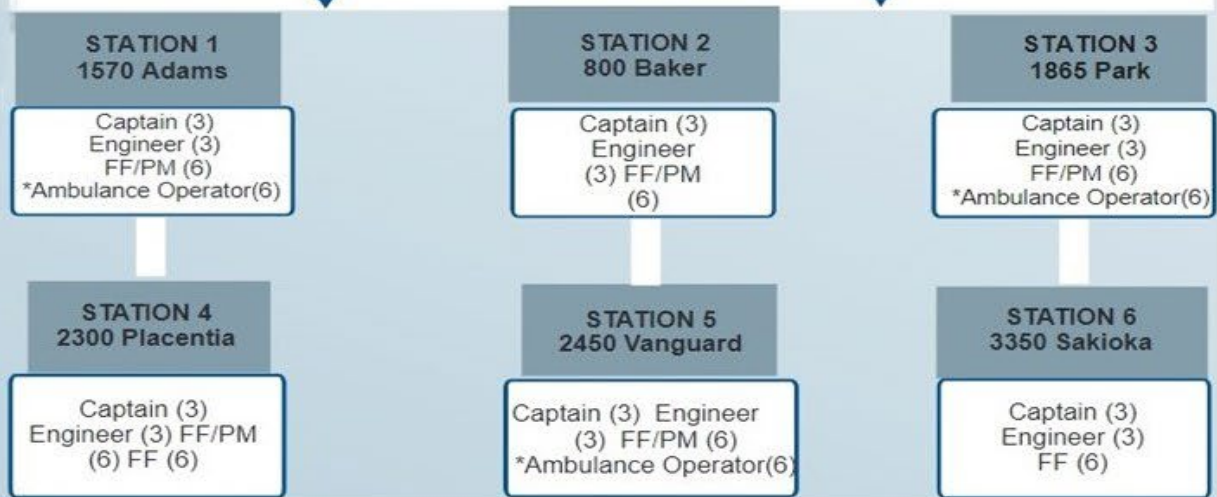 STATION 1
1570 Adams
Captain (3)
Engineer (3)
FF/PM (6)
*Ambulance Operator(6)
STATION 2
800 Baker
Captain (3)
Engineer
(3) FF/PM
(6)
STATION 3
1865 Park
Captain (3)
Engineer (3)
FF/PM (6)
*Ambulance Operator(6)
STATION 4
2300 Placentia
Captain (3)
Engineer (3) FF/PM
(6) FF (6)
STATION 5
2450 Vanguard
Captain (3) Engineer
(3) FF/PM (6)
*Ambulance Operator(6)
STATION 6
3350 Sakioka
Captain (3)
Engineer (3)
FF (6)